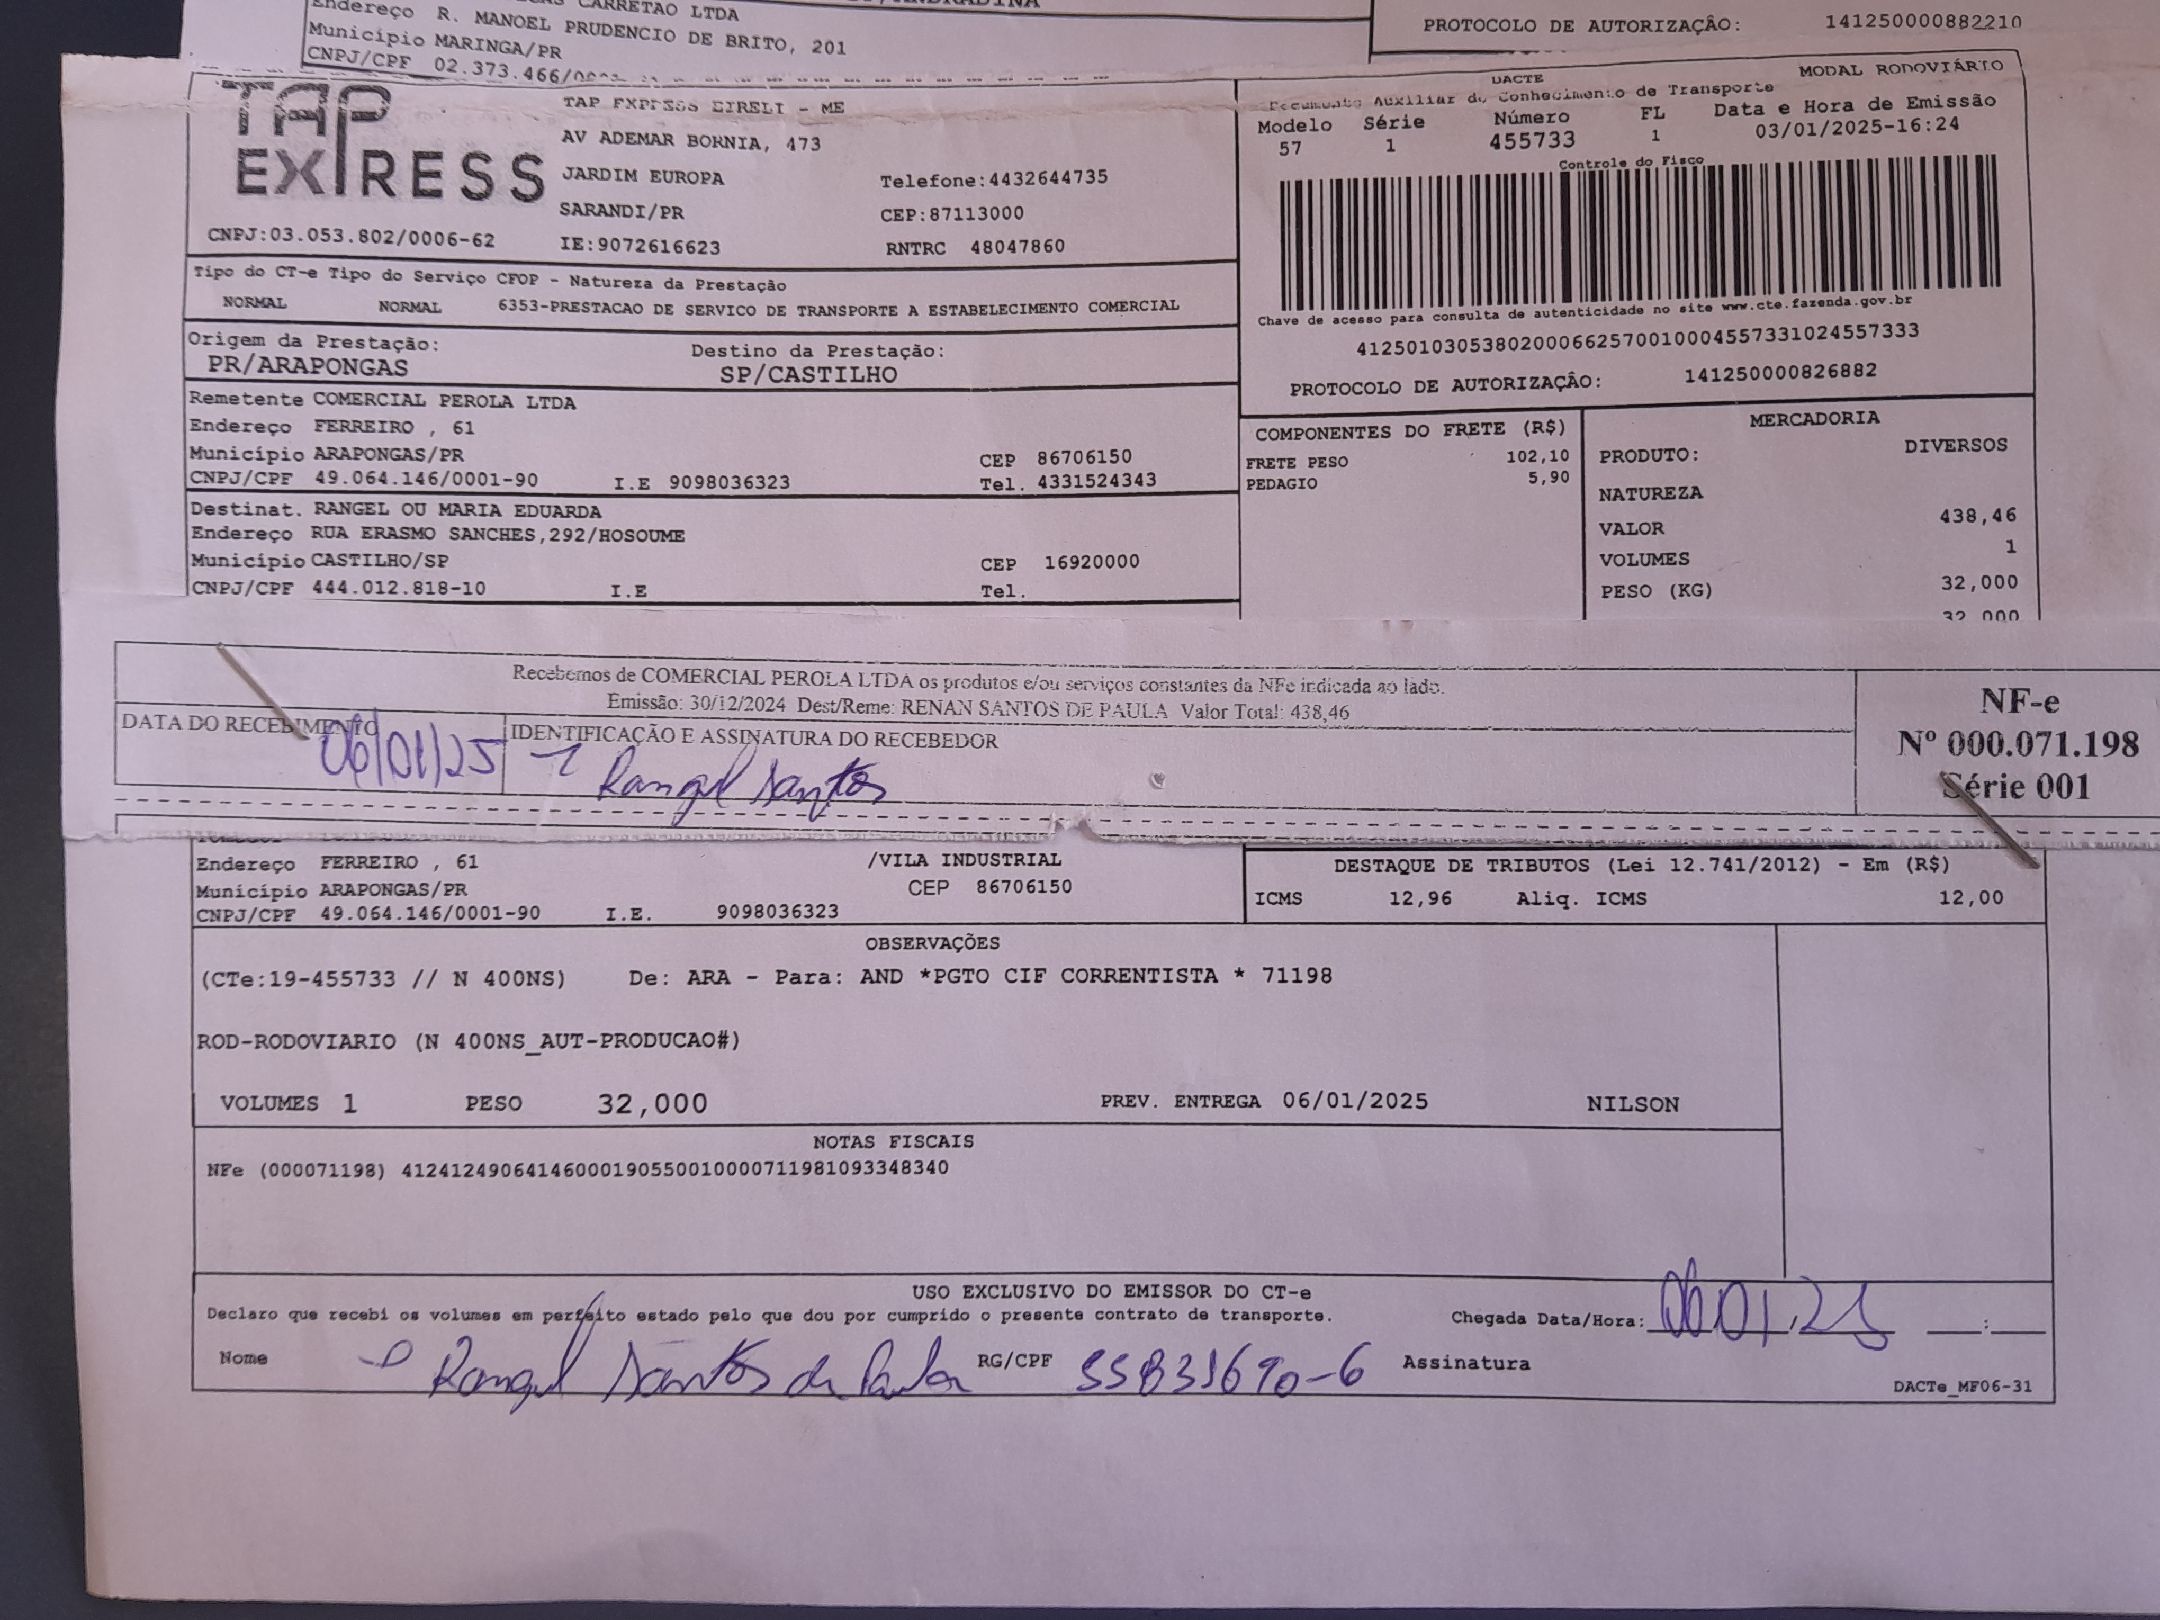 CARRETAO LTDA
Endereço R. MANOEL PRUDENCIO DE BRITO, 201
Município MARINGA/PR
CNPJ/CPF 02.373.466/
PROTOCOLO DE AUTORIZAÇÃO: 141250000882210
TAP EXPRESS
TAP EXPRESS EIRELI - ME
AV ADEMAR BORNIA, 473
JARDIM EUROPA Telefone:4432644735
SARANDI/PR CEP:87113000
CNPJ:03.053.802/0006-62 IE:9072616623 RNTRC 48047860
DACTE MODAL RODOVIÁRIO
Documento Auxiliar do Conhecimento de Transporte
Modelo Série Número FL Data e Hora de Emissão
57 1 455733 1 03/01/2025-16:24
Controle do Fisco
Chave de acesso para consulta de autenticidade no site www.cte.fazenda.gov.br
41250103053802000662570010004557331024557333
PROTOCOLO DE AUTORIZAÇÃO: 141250000826882
Tipo do CT-e Tipo do Serviço CFOP - Natureza da Prestação
NORMAL NORMAL 6353-PRESTACAO DE SERVICO DE TRANSPORTE A ESTABELECIMENTO COMERCIAL
Origem da Prestação: Destino da Prestação:
PR/ARAPONGAS SP/CASTILHO
Remetente COMERCIAL PEROLA LTDA
Endereço FERREIRO , 61
Município ARAPONGAS/PR CEP 86706150
CNPJ/CPF 49.064.146/0001-90 I.E 9098036323 Tel. 4331524343
Destinat. RANGEL OU MARIA EDUARDA
Endereço RUA ERASMO SANCHES,292/HOSOUME
Município CASTILHO/SP CEP 16920000
CNPJ/CPF 444.012.818-10 I.E Tel.
COMPONENTES DO FRETE (R$)
FRETE PESO 102,10
PEDAGIO 5,90
MERCADORIA
PRODUTO: DIVERSOS
NATUREZA
VALOR 438,46
VOLUMES 1
PESO (KG) 32,000
32,000
Recebemos de COMERCIAL PEROLA LTDA os produtos e/ou serviços constantes da NFe indicada ao lado.
Emissão: 30/12/2024 Dest/Reme: RENAN SANTOS DE PAULA Valor Total: 438,46
DATA DO RECEBIMENTO IDENTIFICAÇÃO E ASSINATURA DO RECEBEDOR
06/01/25 Rangel Santos
NF-e
Nº 000.071.198
Série 001
Endereço FERREIRO , 61 /VILA INDUSTRIAL
Município ARAPONGAS/PR CEP 86706150
CNPJ/CPF 49.064.146/0001-90 I.E. 9098036323
DESTAQUE DE TRIBUTOS (Lei 12.741/2012) - Em (R$)
ICMS 12,96 Aliq. ICMS 12,00
OBSERVAÇÕES
(CTe:19-455733 // N 400NS) De: ARA - Para: AND *PGTO CIF CORRENTISTA * 71198
ROD-RODOVIARIO (N 400NS_AUT-PRODUCAO#)
VOLUMES 1 PESO 32,000 PREV. ENTREGA 06/01/2025 NILSON
NOTAS FISCAIS
NFe (000071198) 41241249064146000190550010000711981093348340
USO EXCLUSIVO DO EMISSOR DO CT-e
Declaro que recebi os volumes em perfeito estado pelo que dou por cumprido o presente contrato de transporte. Chegada Data/Hora: 06.01.25 __:__
Nome Rangel Santos de Paula RG/CPF Assinatura
DACTe_MF06-31